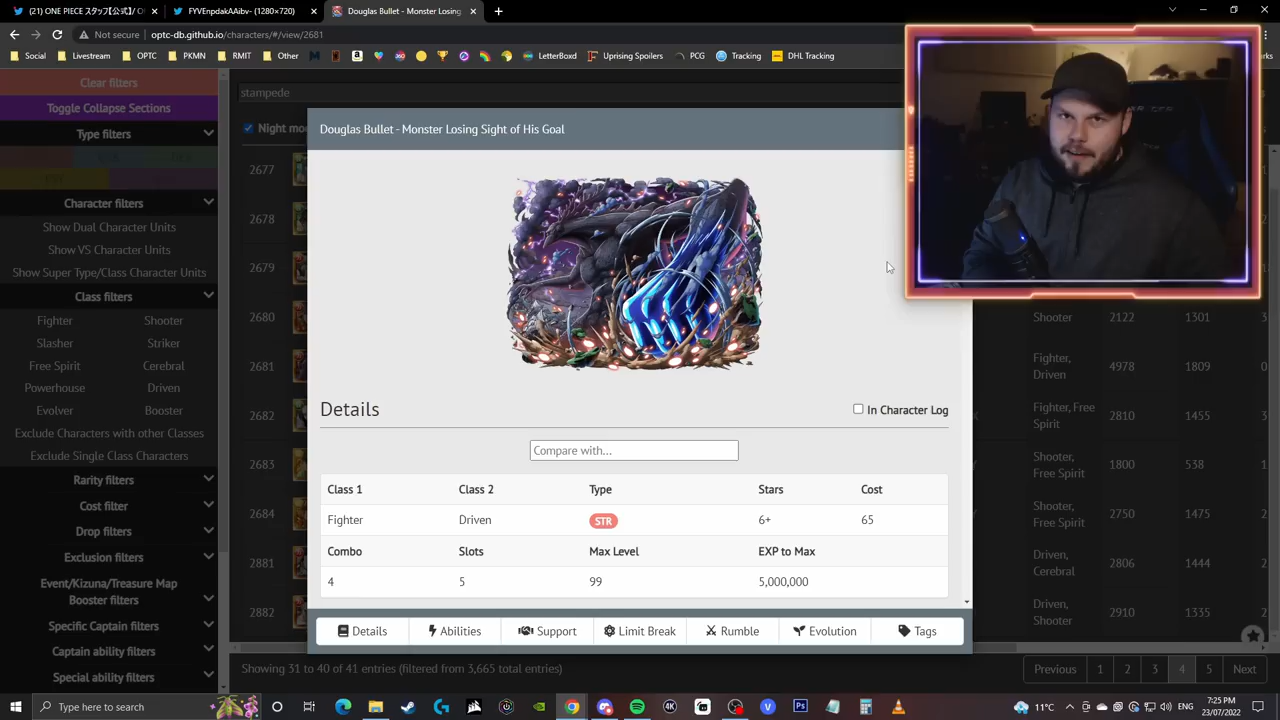 (21) ONE PIECE スタンプ【公式】C
FYVEnpdakAAibv- (1280×720)
Douglas Bullet - Monster Losing
Not secure
optc-db.github.io/characters/#/view/2681
Social
Livestream
OPTC
PKMN
RMIT
Other
LetterBoxd
Uprising Spoilers
PCG
Tracking
DHL Tracking
Clear filters
Toggle Collapse Sections
Type filters
Character filters
Show Dual Character Units
Show VS Character Units
Show Super Type/Class Character Units
Class filters
Fighter
Shooter
Slasher
Striker
Free Spirit
Cerebral
Powerhouse
Driven
Evolver
Booster
Exclude Characters with other Classes
Exclude Single Class Characters
Rarity filters
Cost filter
Drop filters
Exclusion filters
Event/Kizuna/Treasure Map
Booster filters
Specific Captain filters
Captain ability filters
Special ability filters
stampede
Night mo
2677
2678
2679
2680
2681
2682
2683
2684
2881
2882
Douglas Bullet - Monster Losing Sight of His Goal
Details
In Character Log
Compare with...
Class 1
Class 2
Type
Stars
Cost
Fighter
Driven
STR
6+
65
Combo
Slots
Max Level
EXP to Max
4
5
99
5,000,000
Details
Abilities
Support
Limit Break
Rumble
Evolution
Tags
Shooter
2122
1301
3
Fighter,
Driven
4978
1809
0
Fighter, Free
Spirit
2810
1455
3
Shooter,
Free Spirit
1800
538
1
Shooter,
Free Spirit
2750
1475
2
Driven,
Cerebral
2806
1444
2
Driven,
Shooter
2910
1335
2
Showing 31 to 40 of 41 entries (filtered from 3,665 total entries)
Previous
1
2
3
4
5
Next
Type here to search
4K
V
Ps
11°C
ENG
7:25 PM
23/07/2022